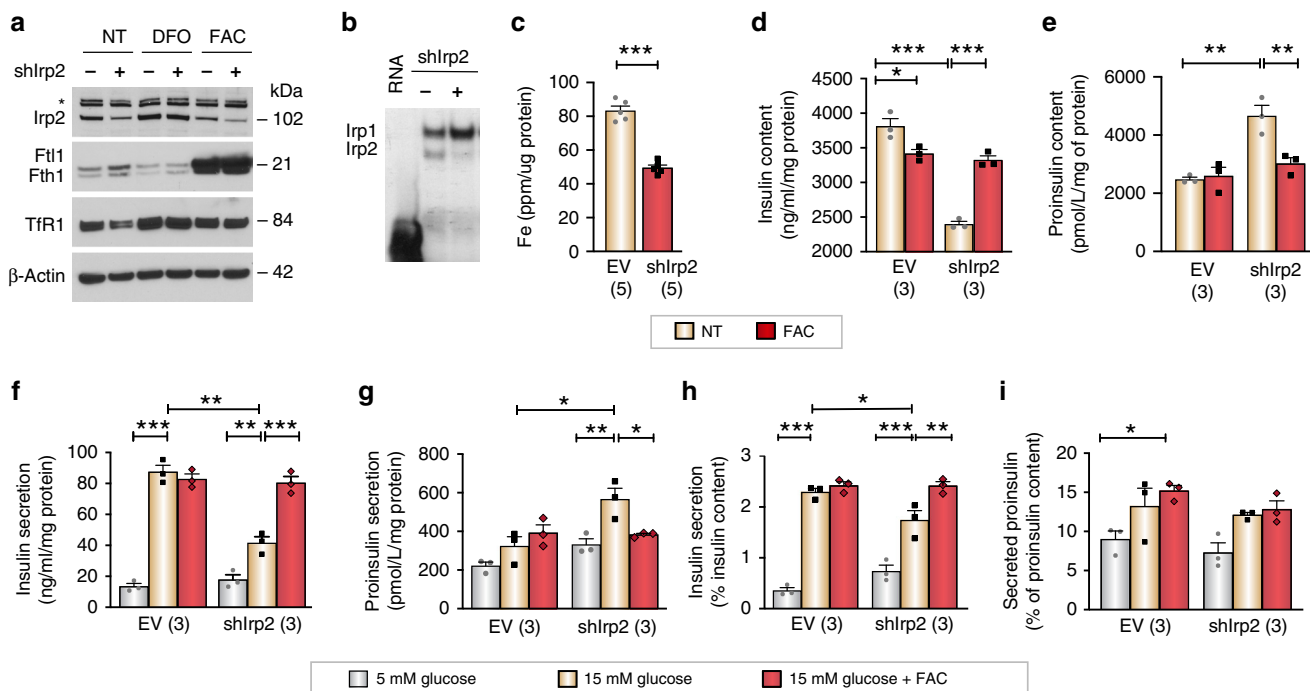 a
NT DFO FAC
shIrp2 – + – + – + kDa
*
Irp2 – 102
Ftl1 – 21
Fth1
TfR1 – 84
β-Actin – 42
b
RNA
shIrp2
– +
Irp1
Irp2
c
***
100
80
60
40
20
0
Fe (ppm/ug protein)
EV shIrp2
(5) (5)
d
*** ***
*
4500
4000
3500
3000
2500
2000
Insulin content
(ng/ml/mg protein)
EV shIrp2
(3) (3)
e
** **
6000
4000
2000
0
Proinsulin content
(pmol/L/mg of protein)
EV shIrp2
(3) (3)
NT FAC
f
**
*** ** ***
100
80
60
40
20
0
Insulin secretion
(ng/ml/mg protein)
EV (3) shIrp2 (3)
g
*
** *
800
600
400
200
0
Proinsulin secretion
(pmol/L/mg protein)
EV (3) shIrp2 (3)
h
*
*** *** **
3
2
1
0
Insulin secretion
(% insulin content)
EV (3) shIrp2 (3)
i
*
20
15
10
5
0
Secreted proinsulin
(% of proinsulin content)
EV (3) shIrp2 (3)
5 mM glucose 15 mM glucose 15 mM glucose + FAC